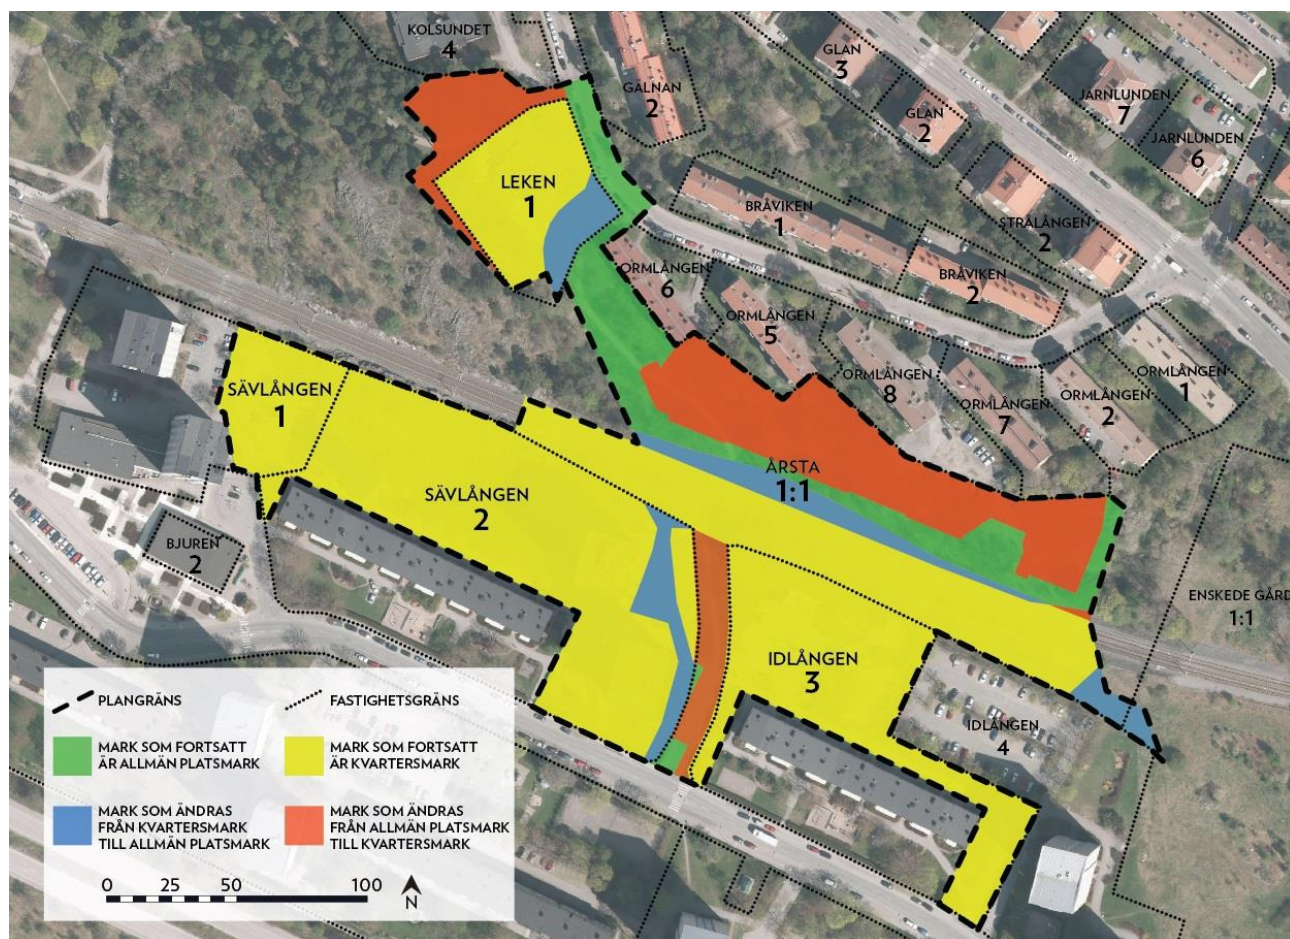 KOLSUNDET
4
GALNAN
2
GLAN
3
GLAN
2
JÄRNLUNDEN
7
JÄRNLUNDEN
6
LEKEN
1
BRÅVIKEN
1
STRÅLÅNGEN
2
BRÅVIKEN
2
ORMLÅNGEN
6
ORMLÅNGEN
5
ORMLÅNGEN
8
ORMLÅNGEN
7
ORMLÅNGEN
2
ORMLÅNGEN
1
SÄVLÅNGEN
1
SÄVLÅNGEN
2
ÅRSTA
1:1
BJUREN
2
ENSKEDE GÅRD
1:1
IDLÅNGEN
3
IDLÅNGEN
4
PLANGRÄNS
FASTIGHETSGRÄNS
MARK SOM FORTSATT
ÄR ALLMÄN PLATSMARK
MARK SOM FORTSATT
ÄR KVARTERSMARK
MARK SOM ÄNDRAS
FRÅN KVARTERSMARK
TILL ALLMÄN PLATSMARK
MARK SOM ÄNDRAS
FRÅN ALLMÄN PLATSMARK
TILL KVARTERSMARK
0 25 50 100
N